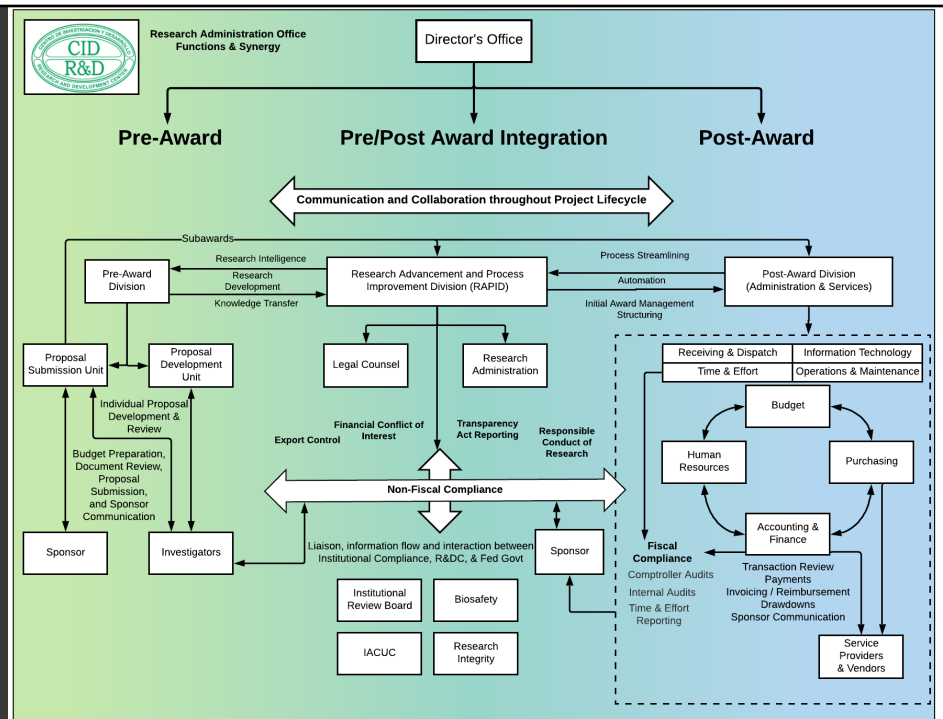 CENTRO DE INVESTIGACION Y DESARROLLO
CID
R&D
RESEARCH AND DEVELOPMENT CENTER
Research Administration Office
Functions & Synergy
Director's Office
Pre-Award
Pre/Post Award Integration
Post-Award
Communication and Collaboration throughout Project Lifecycle
Subawards
Pre-Award
Division
Research Intelligence
Research
Development
Knowledge Transfer
Research Advancement and Process
Improvement Division (RAPID)
Process Streamlining
Automation
Initial Award Management
Structuring
Post-Award Division
(Administration & Services)
Proposal
Submission Unit
Proposal
Development
Unit
Legal Counsel
Research
Administration
Receiving & Dispatch
Information Technology
Time & Effort
Operations & Maintenance
Individual Proposal
Development &
Review
Budget Preparation,
Document Review,
Proposal
Submission,
and Sponsor
Communication
Export Control
Financial Conflict of
Interest
Transparency
Act Reporting
Responsible
Conduct of
Research
Budget
Human
Resources
Purchasing
Accounting &
Finance
Non-Fiscal Compliance
Sponsor
Investigators
Liaison, information flow and interaction between
Institutional Compliance, R&DC, & Fed Govt
Sponsor
Fiscal
Compliance
Comptroller Audits
Internal Audits
Time & Effort
Reporting
Transaction Review
Payments
Invoicing / Reimbursement
Drawdowns
Sponsor Communication
Institutional
Review Board
Biosafety
IACUC
Research
Integrity
Service
Providers
& Vendors